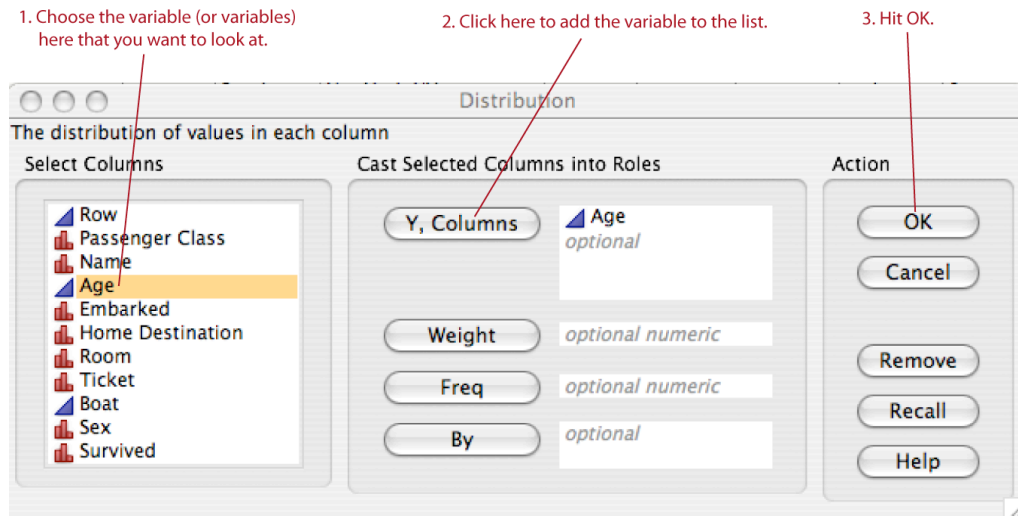 1. Choose the variable (or variables)
here that you want to look at.
2. Click here to add the variable to the list.
3. Hit OK.
Distribution
The distribution of values in each column
Select Columns
Cast Selected Columns into Roles
Action
Row
Passenger Class
Name
Age
Embarked
Home Destination
Room
Ticket
Boat
Sex
Survived
Y, Columns
Age
optional
Weight
optional numeric
Freq
optional numeric
By
optional
OK
Cancel
Remove
Recall
Help